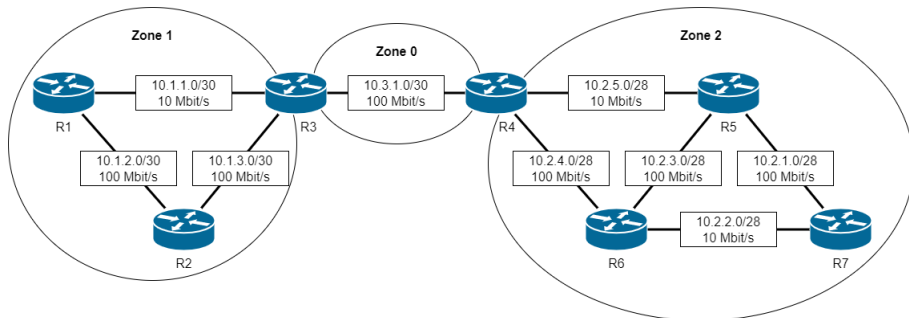 Zone 1
Zone 0
Zone 2
10.1.1.0/30
10 Mbit/s
10.3.1.0/30
100 Mbit/s
10.2.5.0/28
10 Mbit/s
R1
R3
R4
R5
10.1.2.0/30
100 Mbit/s
10.1.3.0/30
100 Mbit/s
10.2.4.0/28
100 Mbit/s
10.2.3.0/28
100 Mbit/s
10.2.1.0/28
100 Mbit/s
10.2.2.0/28
10 Mbit/s
R2
R6
R7